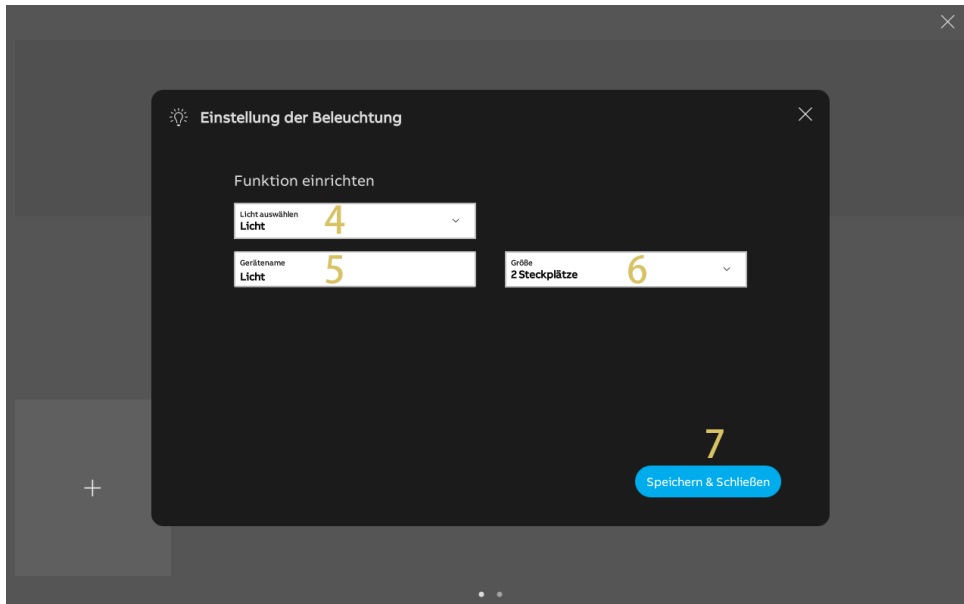 Einstellung der Beleuchtung
Funktion einrichten
Licht auswählen
Licht
4
Gerätename
Licht
5
Größe
2 Steckplätze
6
7
Speichern & Schließen